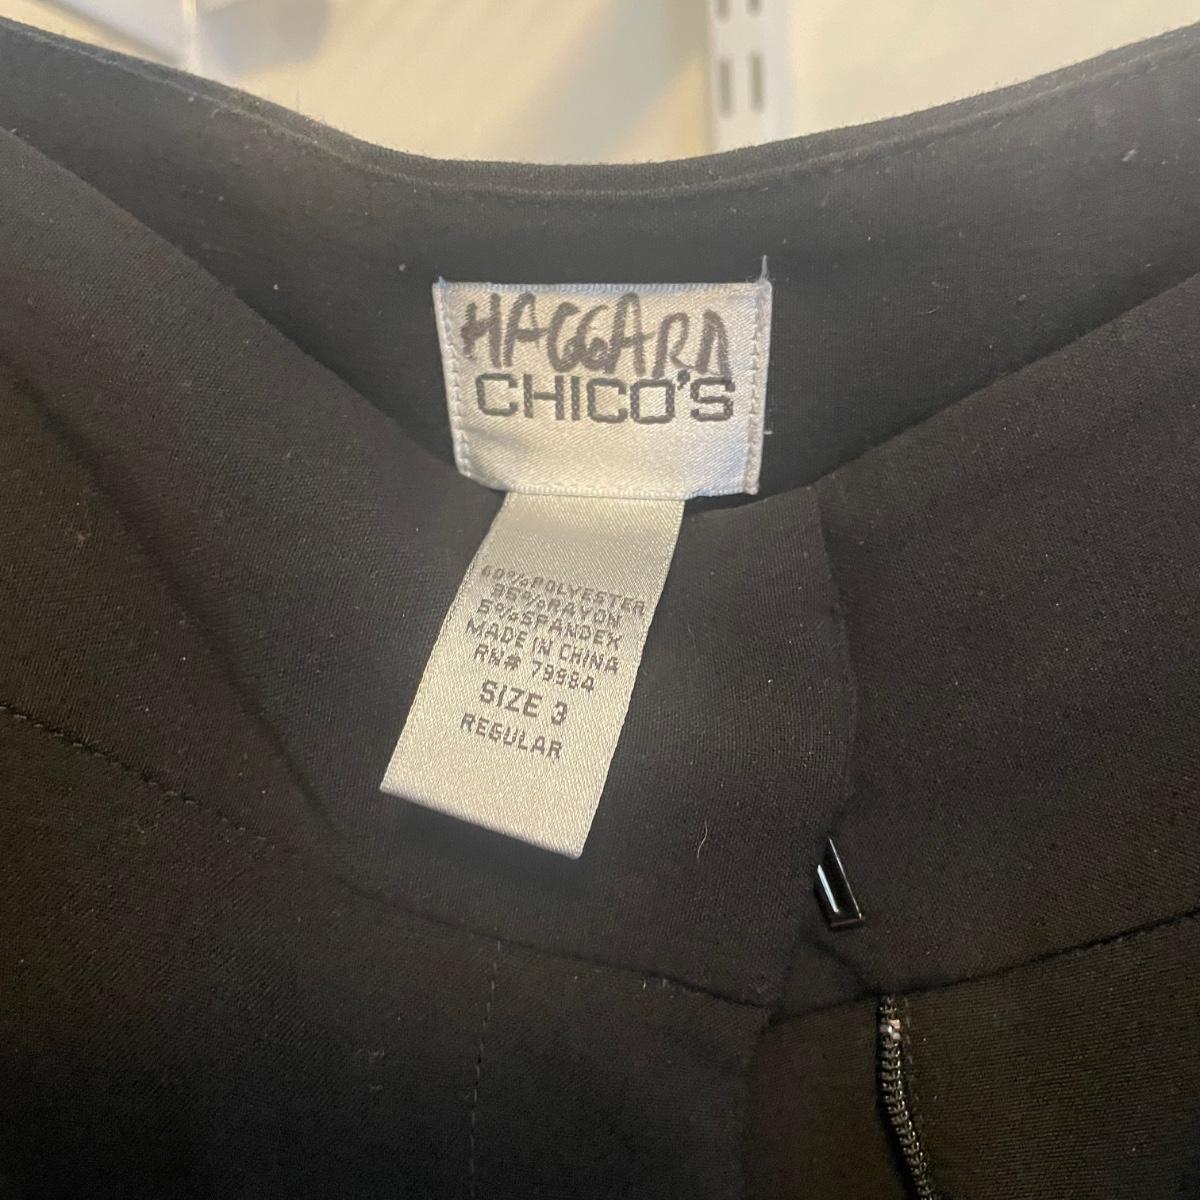 HAGGARD
CHICO'S
60%POLYESTER
35%RAYON
5%SPANDEX
MADE IN CHINA
RN# 79984
SIZE 3
REGULAR